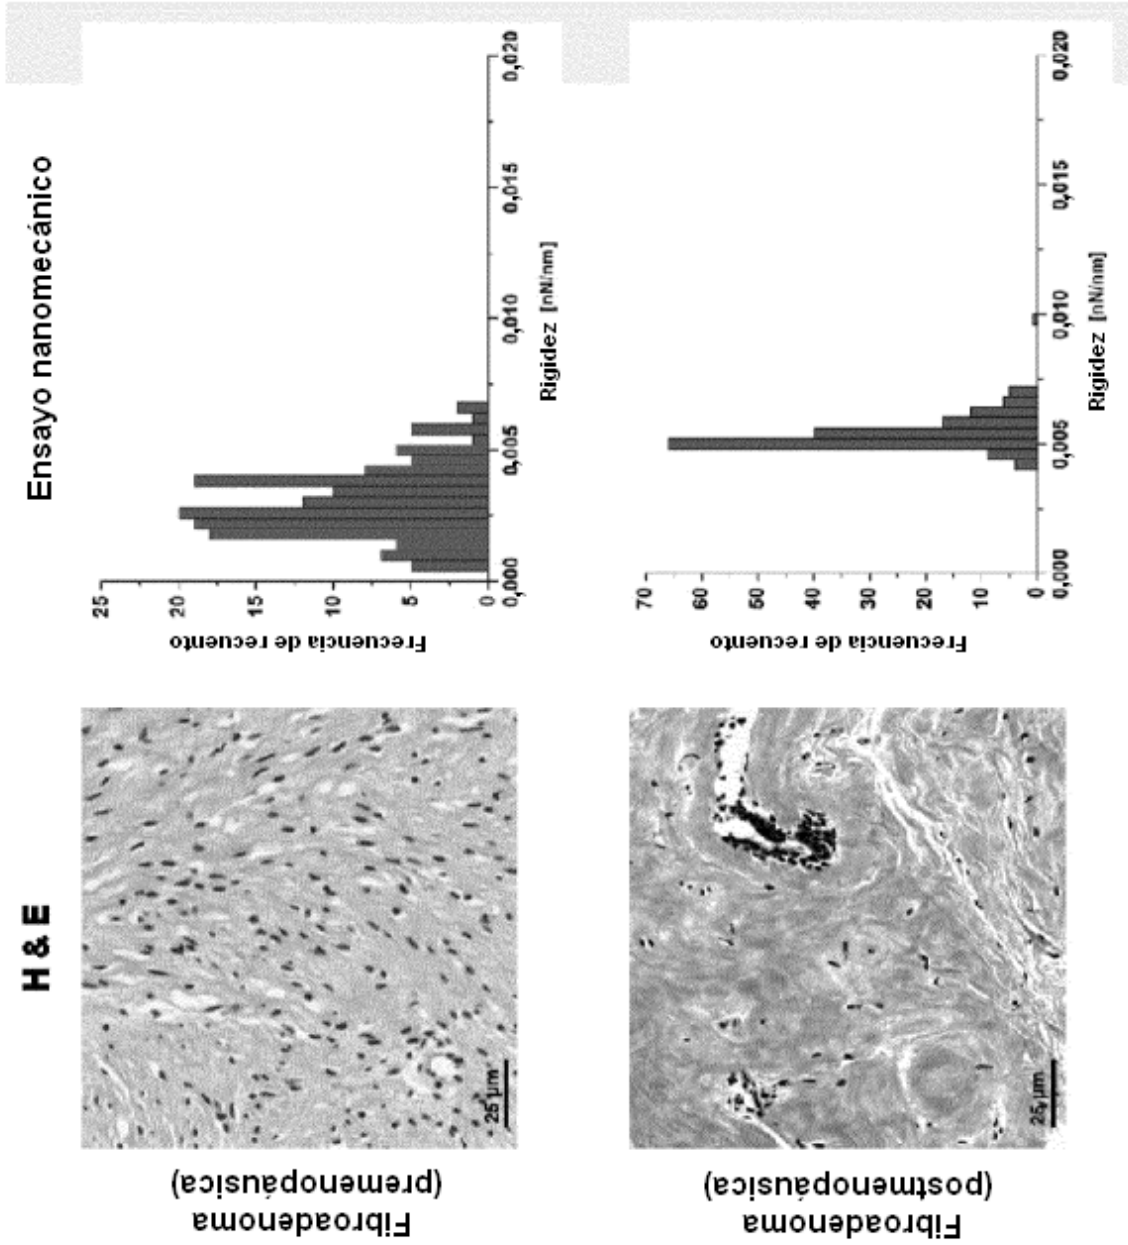 H & E
Ensayo nanomecánico
Fibroadenoma
(premenopáusica)
25 µm
Frecuencia de recuento
25
20
15
10
5
0
0,000
0,005
0,010
0,015
0,020
Rigidez [nN/nm]
Fibroadenoma
(postmenopáusica)
25 µm
Frecuencia de recuento
70
60
50
40
30
20
10
0
0,000
0,005
0,010
0,015
0,020
Rigidez [nN/nm]